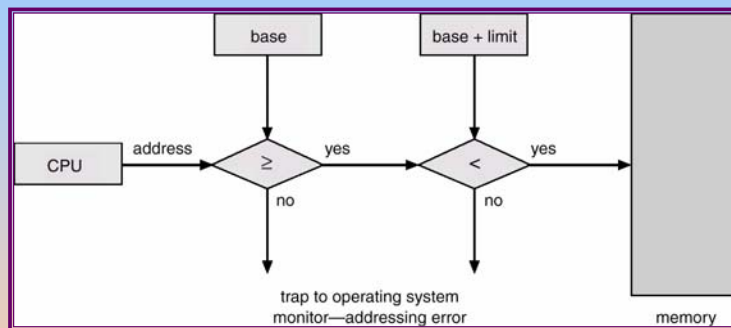 base
base + limit
CPU
address
≥
yes
<
yes
no
no
trap to operating system
monitor—addressing error
memory